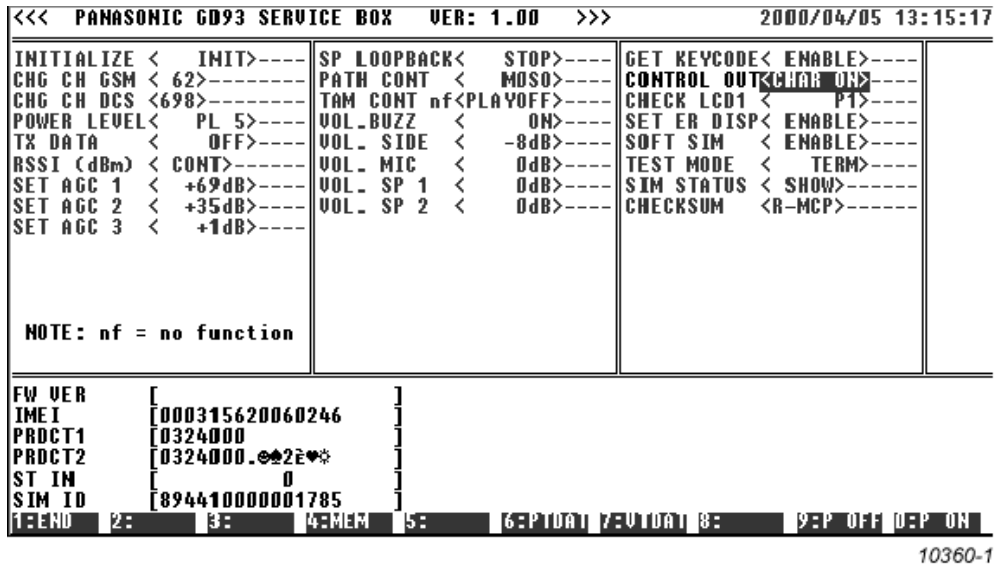 <<< PANASONIC GD93 SERVICE BOX VER: 1.00 >>> 2000/04/05 13:15:17
INITIALIZE < INIT>----
CHG CH GSM < 62>---------
CHG CH DCS <698>---------
POWER LEVEL< PL 5>----
TX DATA < OFF>----
RSSI (dBm) < CONT>------
SET AGC 1 < +69dB>----
SET AGC 2 < +35dB>----
SET AGC 3 < +1dB>----
NOTE: nf = no function
SP LOOPBACK< STOP>----
PATH CONT < MOSO>----
TAM CONT nf<PLAYOFF>----
VOL.BUZZ < ON>----
VOL. SIDE < -8dB>----
VOL. MIC < 0dB>----
VOL. SP 1 < 0dB>----
VOL. SP 2 < 0dB>----
GET KEYCODE< ENABLE>----
CONTROL OUT<CHAR ON>----
CHECK LCD1 < P1>----
SET ER DISP< ENABLE>----
SOFT SIM < ENABLE>----
TEST MODE < TERM>----
SIM STATUS < SHOW>------
CHECKSUM <R-MCP>------
FW VER [ ]
IMEI [000315620060246 ]
PRDCT1 [0324000 ]
PRDCT2 [0324000.☻♠2è♥☼ ]
ST IN [ 0 ]
SIM ID [894410000001785 ]
1:END 2: 3: 4:MEM 5: 6:PTDAT 7:VTDAT 8: 9:P OFF 0:P ON
10360-1